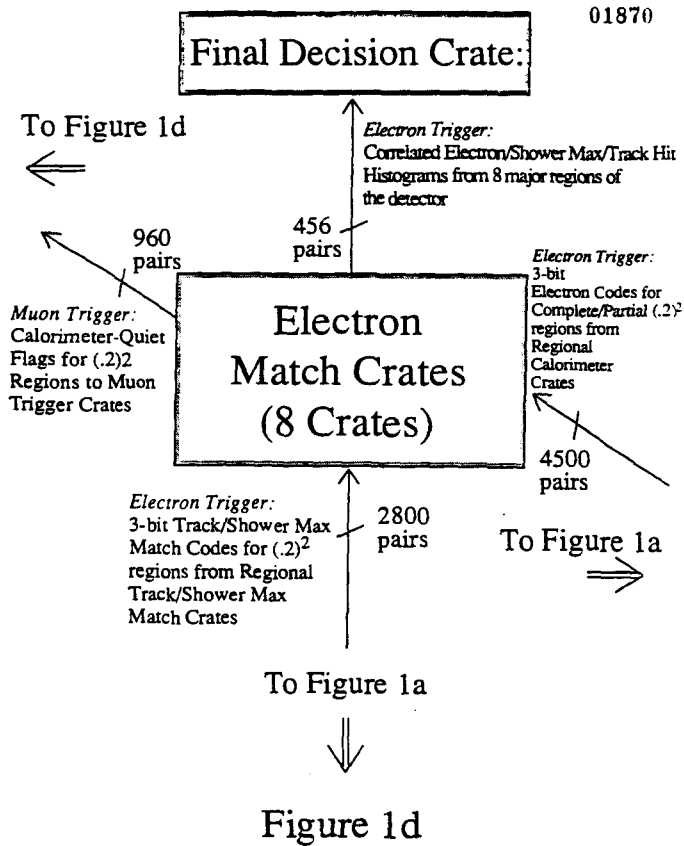 01870
Final Decision Crate:
To Figure 1d
Electron Trigger:
Correlated Electron/Shower Max/Track Hit
Histograms from 8 major regions of
the detector
960
pairs
456
pairs
Muon Trigger:
Calorimeter-Quiet
Flags for (.2)2
Regions to Muon
Trigger Crates
Electron
Match Crates
(8 Crates)
Electron Trigger:
3-bit
Electron Codes for
Complete/Partial (.2)²
regions from
Regional
Calorimeter
Crates
4500
pairs
Electron Trigger:
3-bit Track/Shower Max
Match Codes for (.2)²
regions from Regional
Track/Shower Max
Match Crates
2800
pairs
To Figure 1a
To Figure 1a
Figure 1d